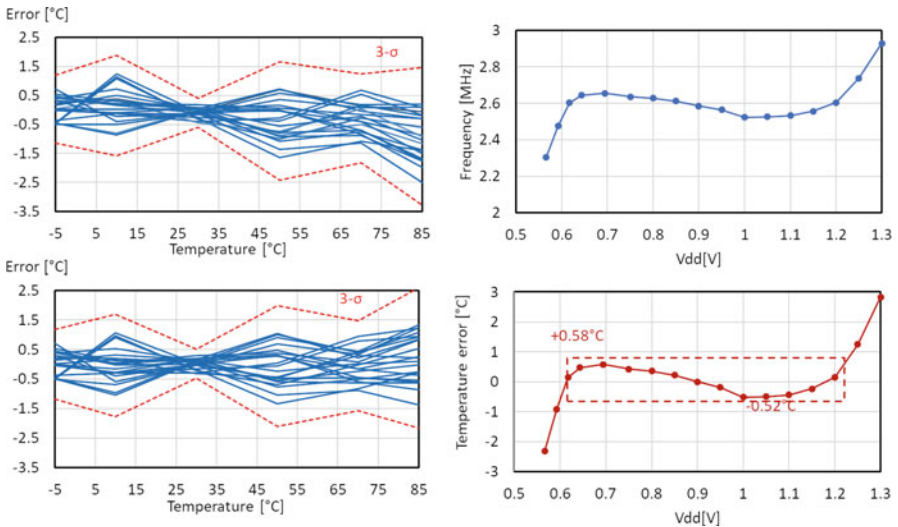 Error [°C]
2.5
1.5
0.5
-0.5
-1.5
-2.5
-3.5
3-σ
-5 5 15 25 35 45 55 65 75 85
Temperature [°C]
3
2.8
2.6
2.4
2.2
2
Frequency [MHz]
0.5 0.6 0.7 0.8 0.9 1 1.1 1.2 1.3
Vdd[V]
Error [°C]
2.5
1.5
0.5
-0.5
-1.5
-2.5
-3.5
3-σ
-5 5 15 25 35 45 55 65 75 85
Temperature [°C]
3
2
1
0
-1
-2
-3
Temperature error [°C]
+0.58°C
-0.52°C
0.5 0.6 0.7 0.8 0.9 1 1.1 1.2 1.3
Vdd[V]